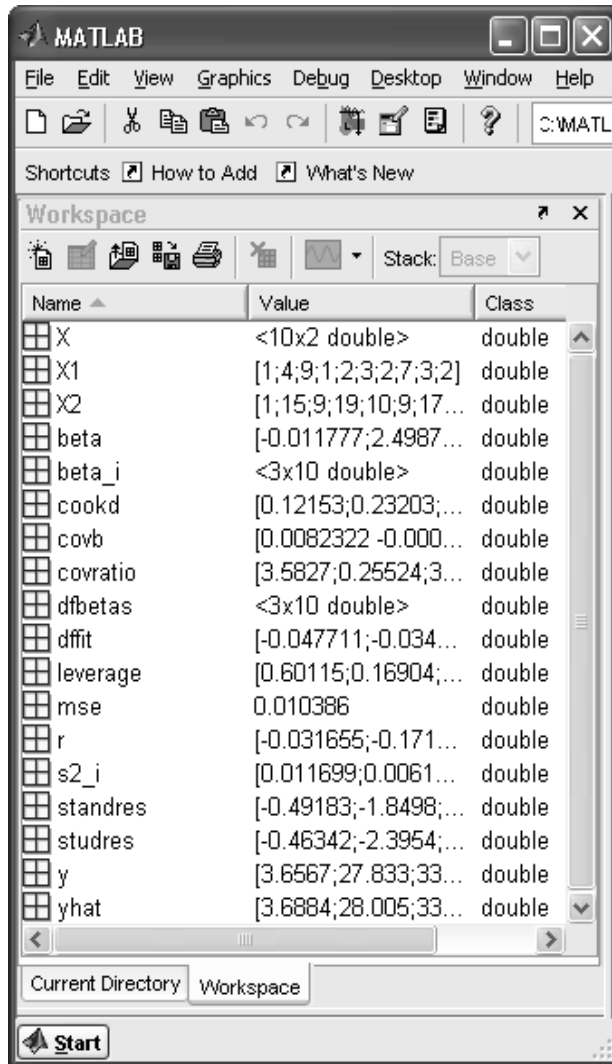 MATLAB
File Edit View Graphics Debug Desktop Window Help
C:\MATL
Shortcuts How to Add What's New
Workspace
Stack: Base
Name Value Class
X <10x2 double> double
X1 [1;4;9;1;2;3;2;7;3;2] double
X2 [1;15;9;19;10;9;17... double
beta [-0.011777;2.4987... double
beta_i <3x10 double> double
cookd [0.12153;0.23203;... double
covb [0.0082322 -0.000... double
covratio [3.5827;0.25524;3... double
dfbetas <3x10 double> double
dffit [-0.047711;-0.034... double
leverage [0.60115;0.16904;... double
mse 0.010386 double
r [-0.031655;-0.171... double
s2_i [0.011699;0.0061... double
standres [-0.49183;-1.8498;... double
studres [-0.46342;-2.3954;... double
y [3.6567;27.833;33... double
yhat [3.6884;28.005;33... double
Current Directory Workspace
Start